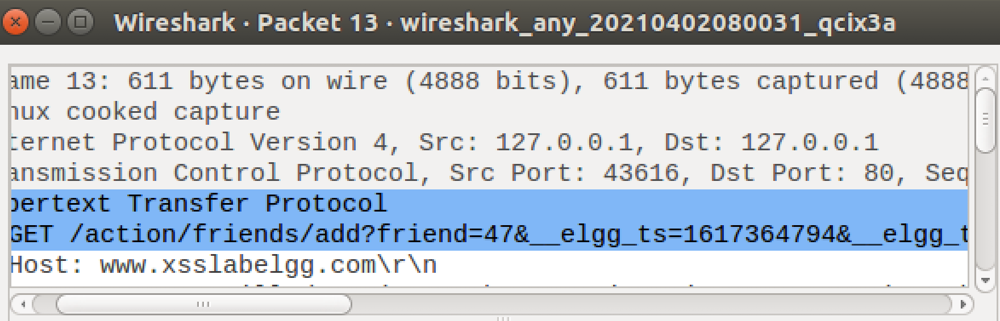 Wireshark · Packet 13 · wireshark_any_20210402080031_qcix3a
ame 13: 611 bytes on wire (4888 bits), 611 bytes captured (4888
nux cooked capture
ternet Protocol Version 4, Src: 127.0.0.1, Dst: 127.0.0.1
ansmission Control Protocol, Src Port: 43616, Dst Port: 80, Seq
pertext Transfer Protocol
GET /action/friends/add?friend=47&__elgg_ts=1617364794&__elgg_t
Host: www.xsslabelgg.com\r\n